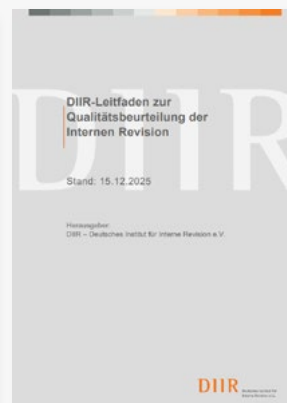 DIIR
DIIR-Leitfaden zur
Qualitätsbeurteilung der
Internen Revision
Stand: 15.12.2025
Herausgeber:
DIIR – Deutsches Institut für Interne Revision e.V.
DIIR